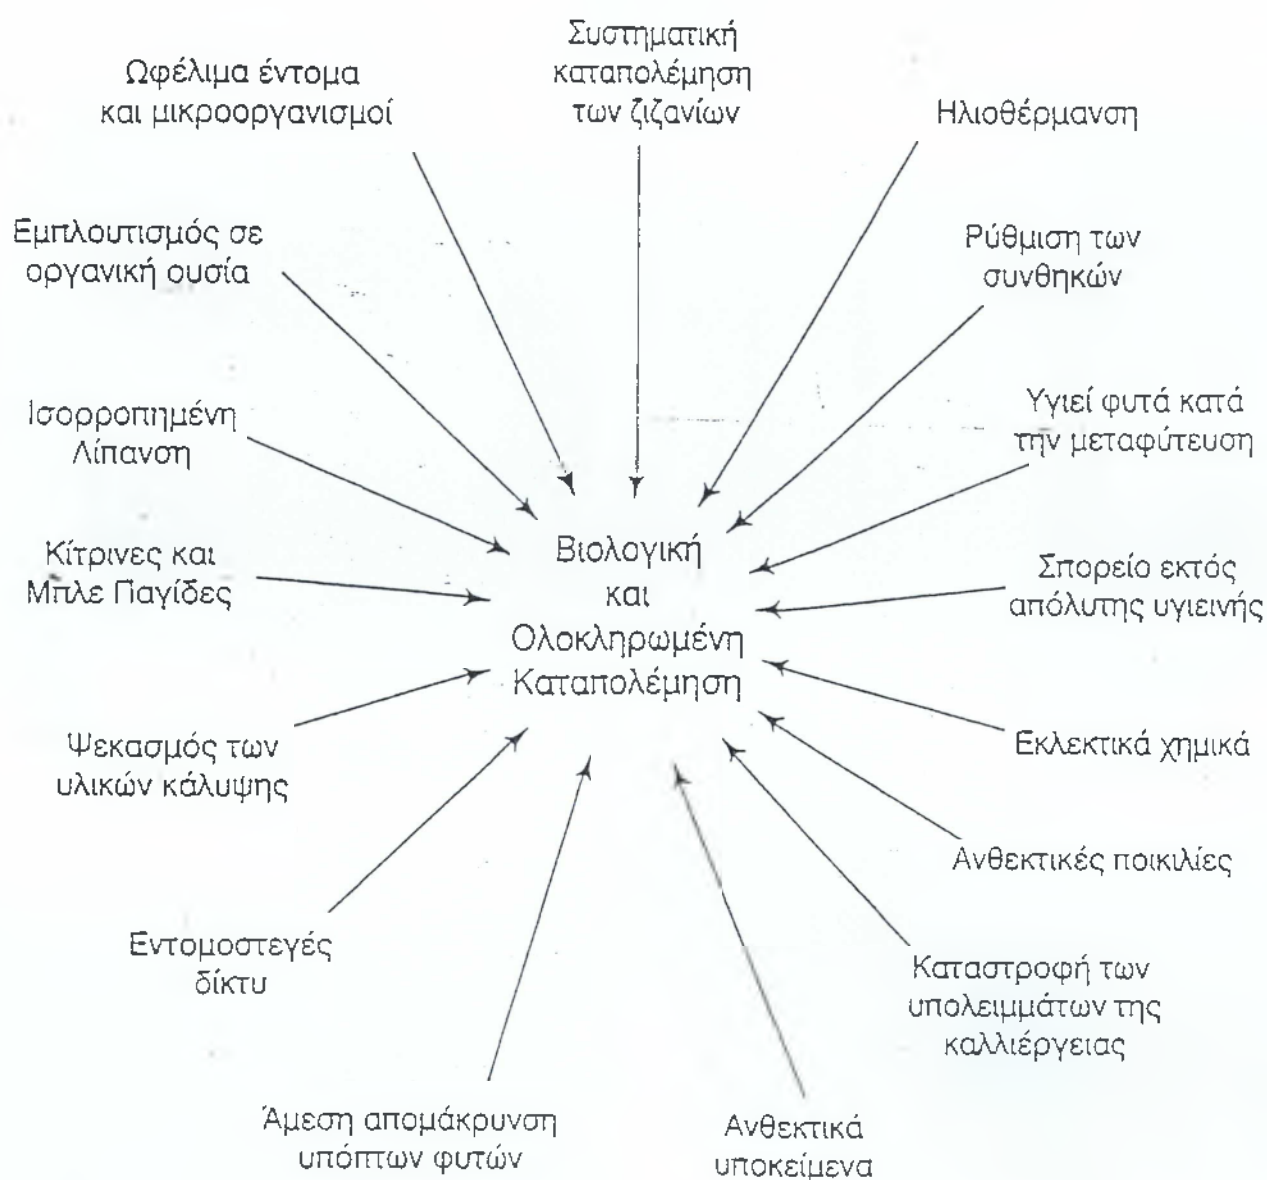 Συστηματική
καταπολέμηση
των ζιζανίων
Ωφέλιμα έντομα
και μικροοργανισμοί
Ηλιοθέρμανση
Εμπλουτισμός σε
οργανική ουσία
Ρύθμιση των
συνθηκών
Ισορροπημένη
Λίπανση
Υγιεί φυτά κατά
την μεταφύτευση
Κίτρινες και
Μπλε Παγίδες
Βιολογική
και
Ολοκληρωμένη
Καταπολέμηση
Σπορείο εκτός
απόλυτης υγιεινής
Ψεκασμός των
υλικών κάλυψης
Εκλεκτικά χημικά
Ανθεκτικές ποικιλίες
Εντομοστεγές
δίκτυ
Καταστροφή των
υπολειμμάτων της
καλλιέργειας
Άμεση απομάκρυνση
υπόπτων φυτών
Ανθεκτικά
υποκείμενα